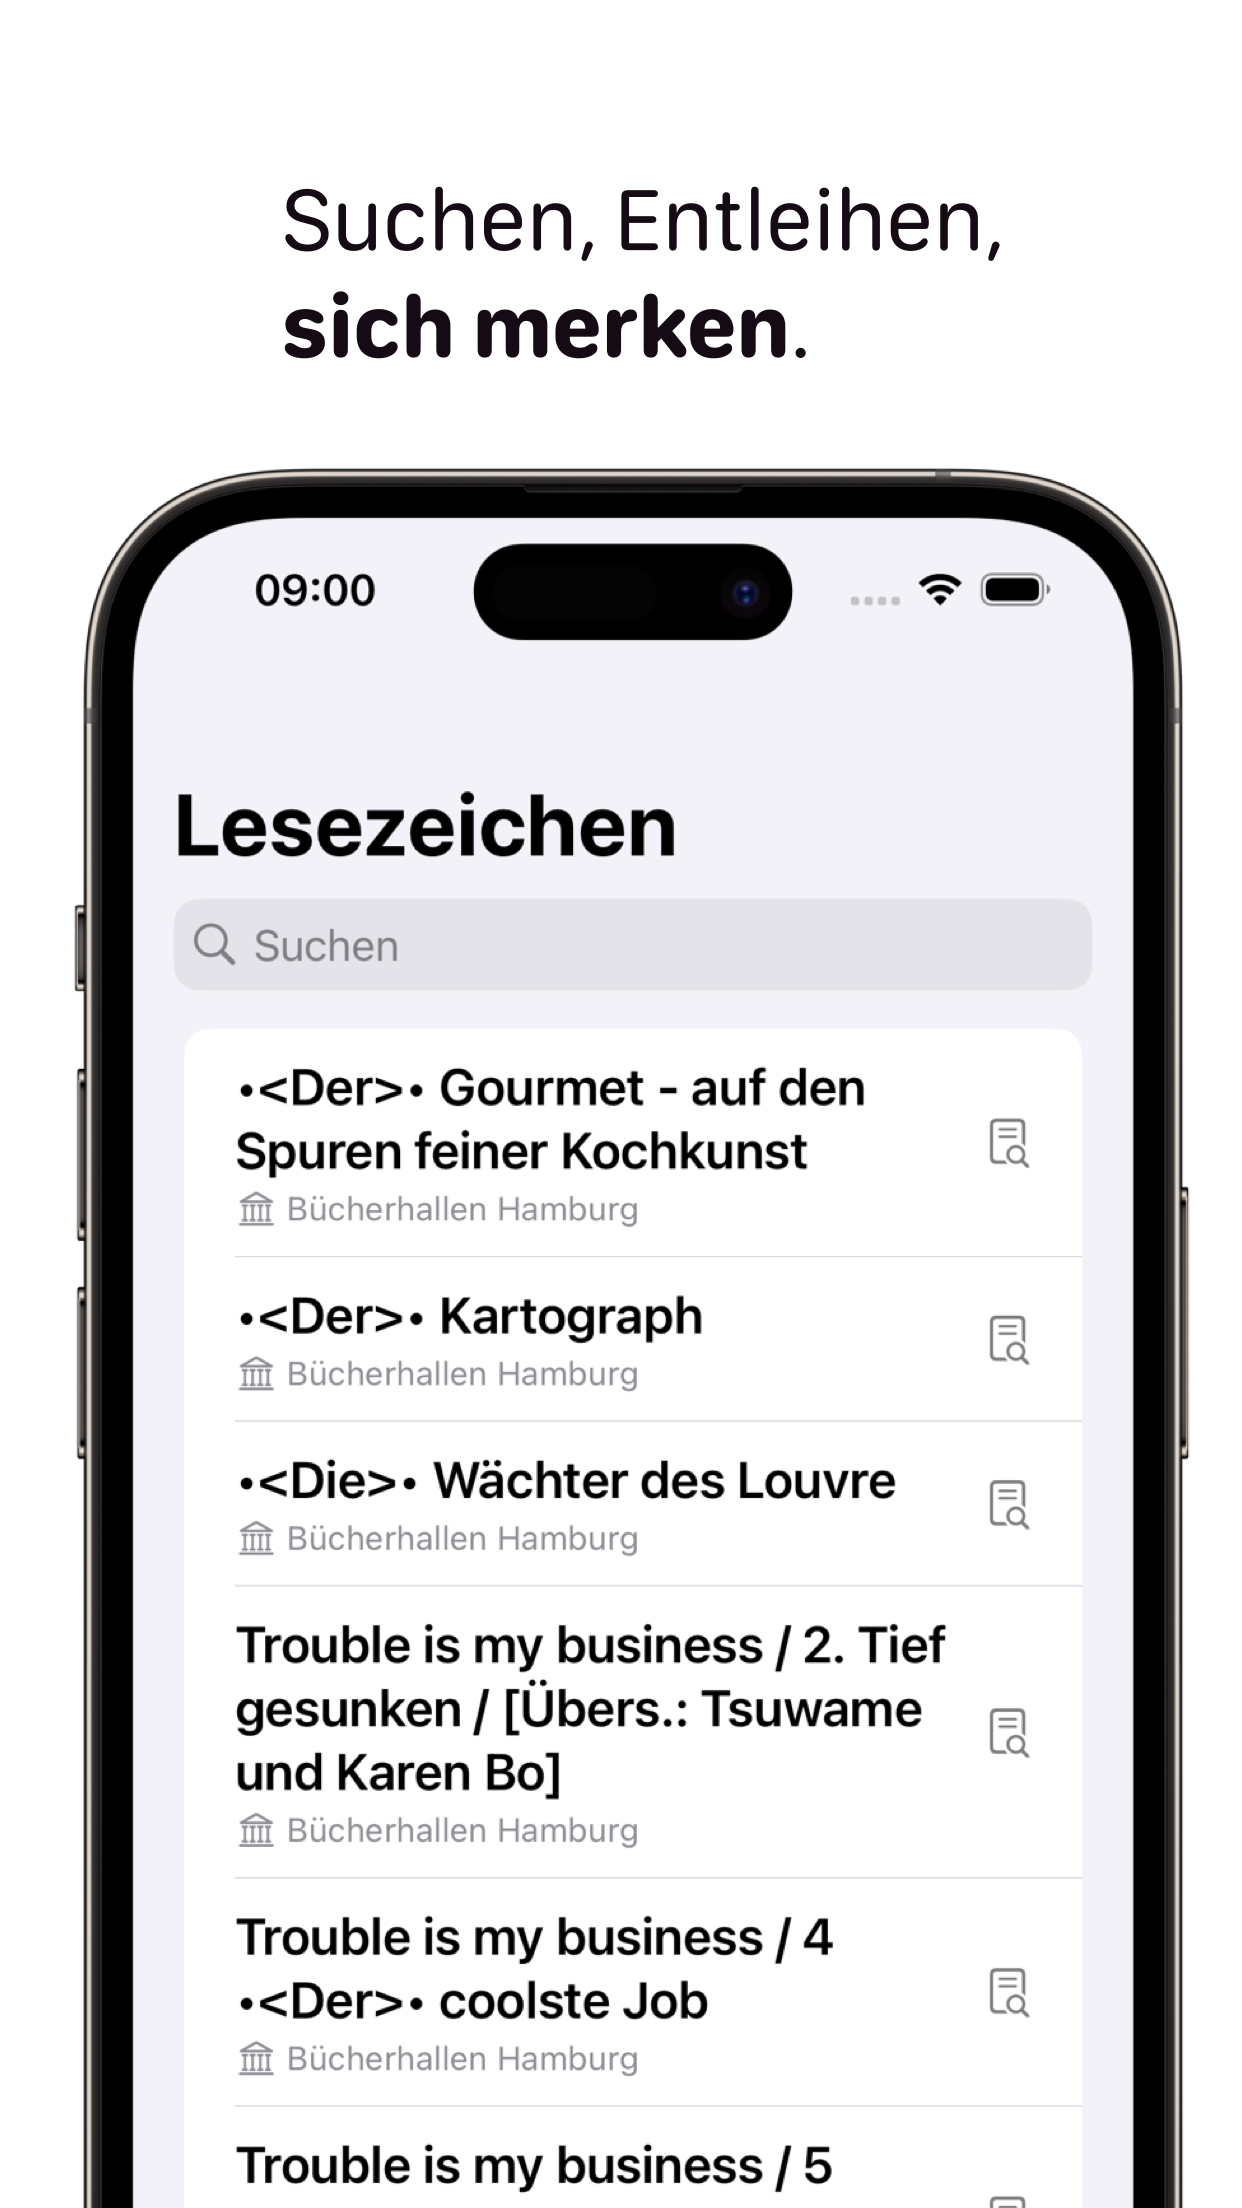 Suchen, Entleihen,
sich merken.
09:00
Lesezeichen
Suchen
•<Der>• Gourmet - auf den
Spuren feiner Kochkunst
Bücherhallen Hamburg
•<Der>• Kartograph
Bücherhallen Hamburg
•<Die>• Wächter des Louvre
Bücherhallen Hamburg
Trouble is my business / 2. Tief
gesunken / [Übers.: Tsuwame
und Karen Bo]
Bücherhallen Hamburg
Trouble is my business / 4
•<Der>• coolste Job
Bücherhallen Hamburg
Trouble is my business / 5